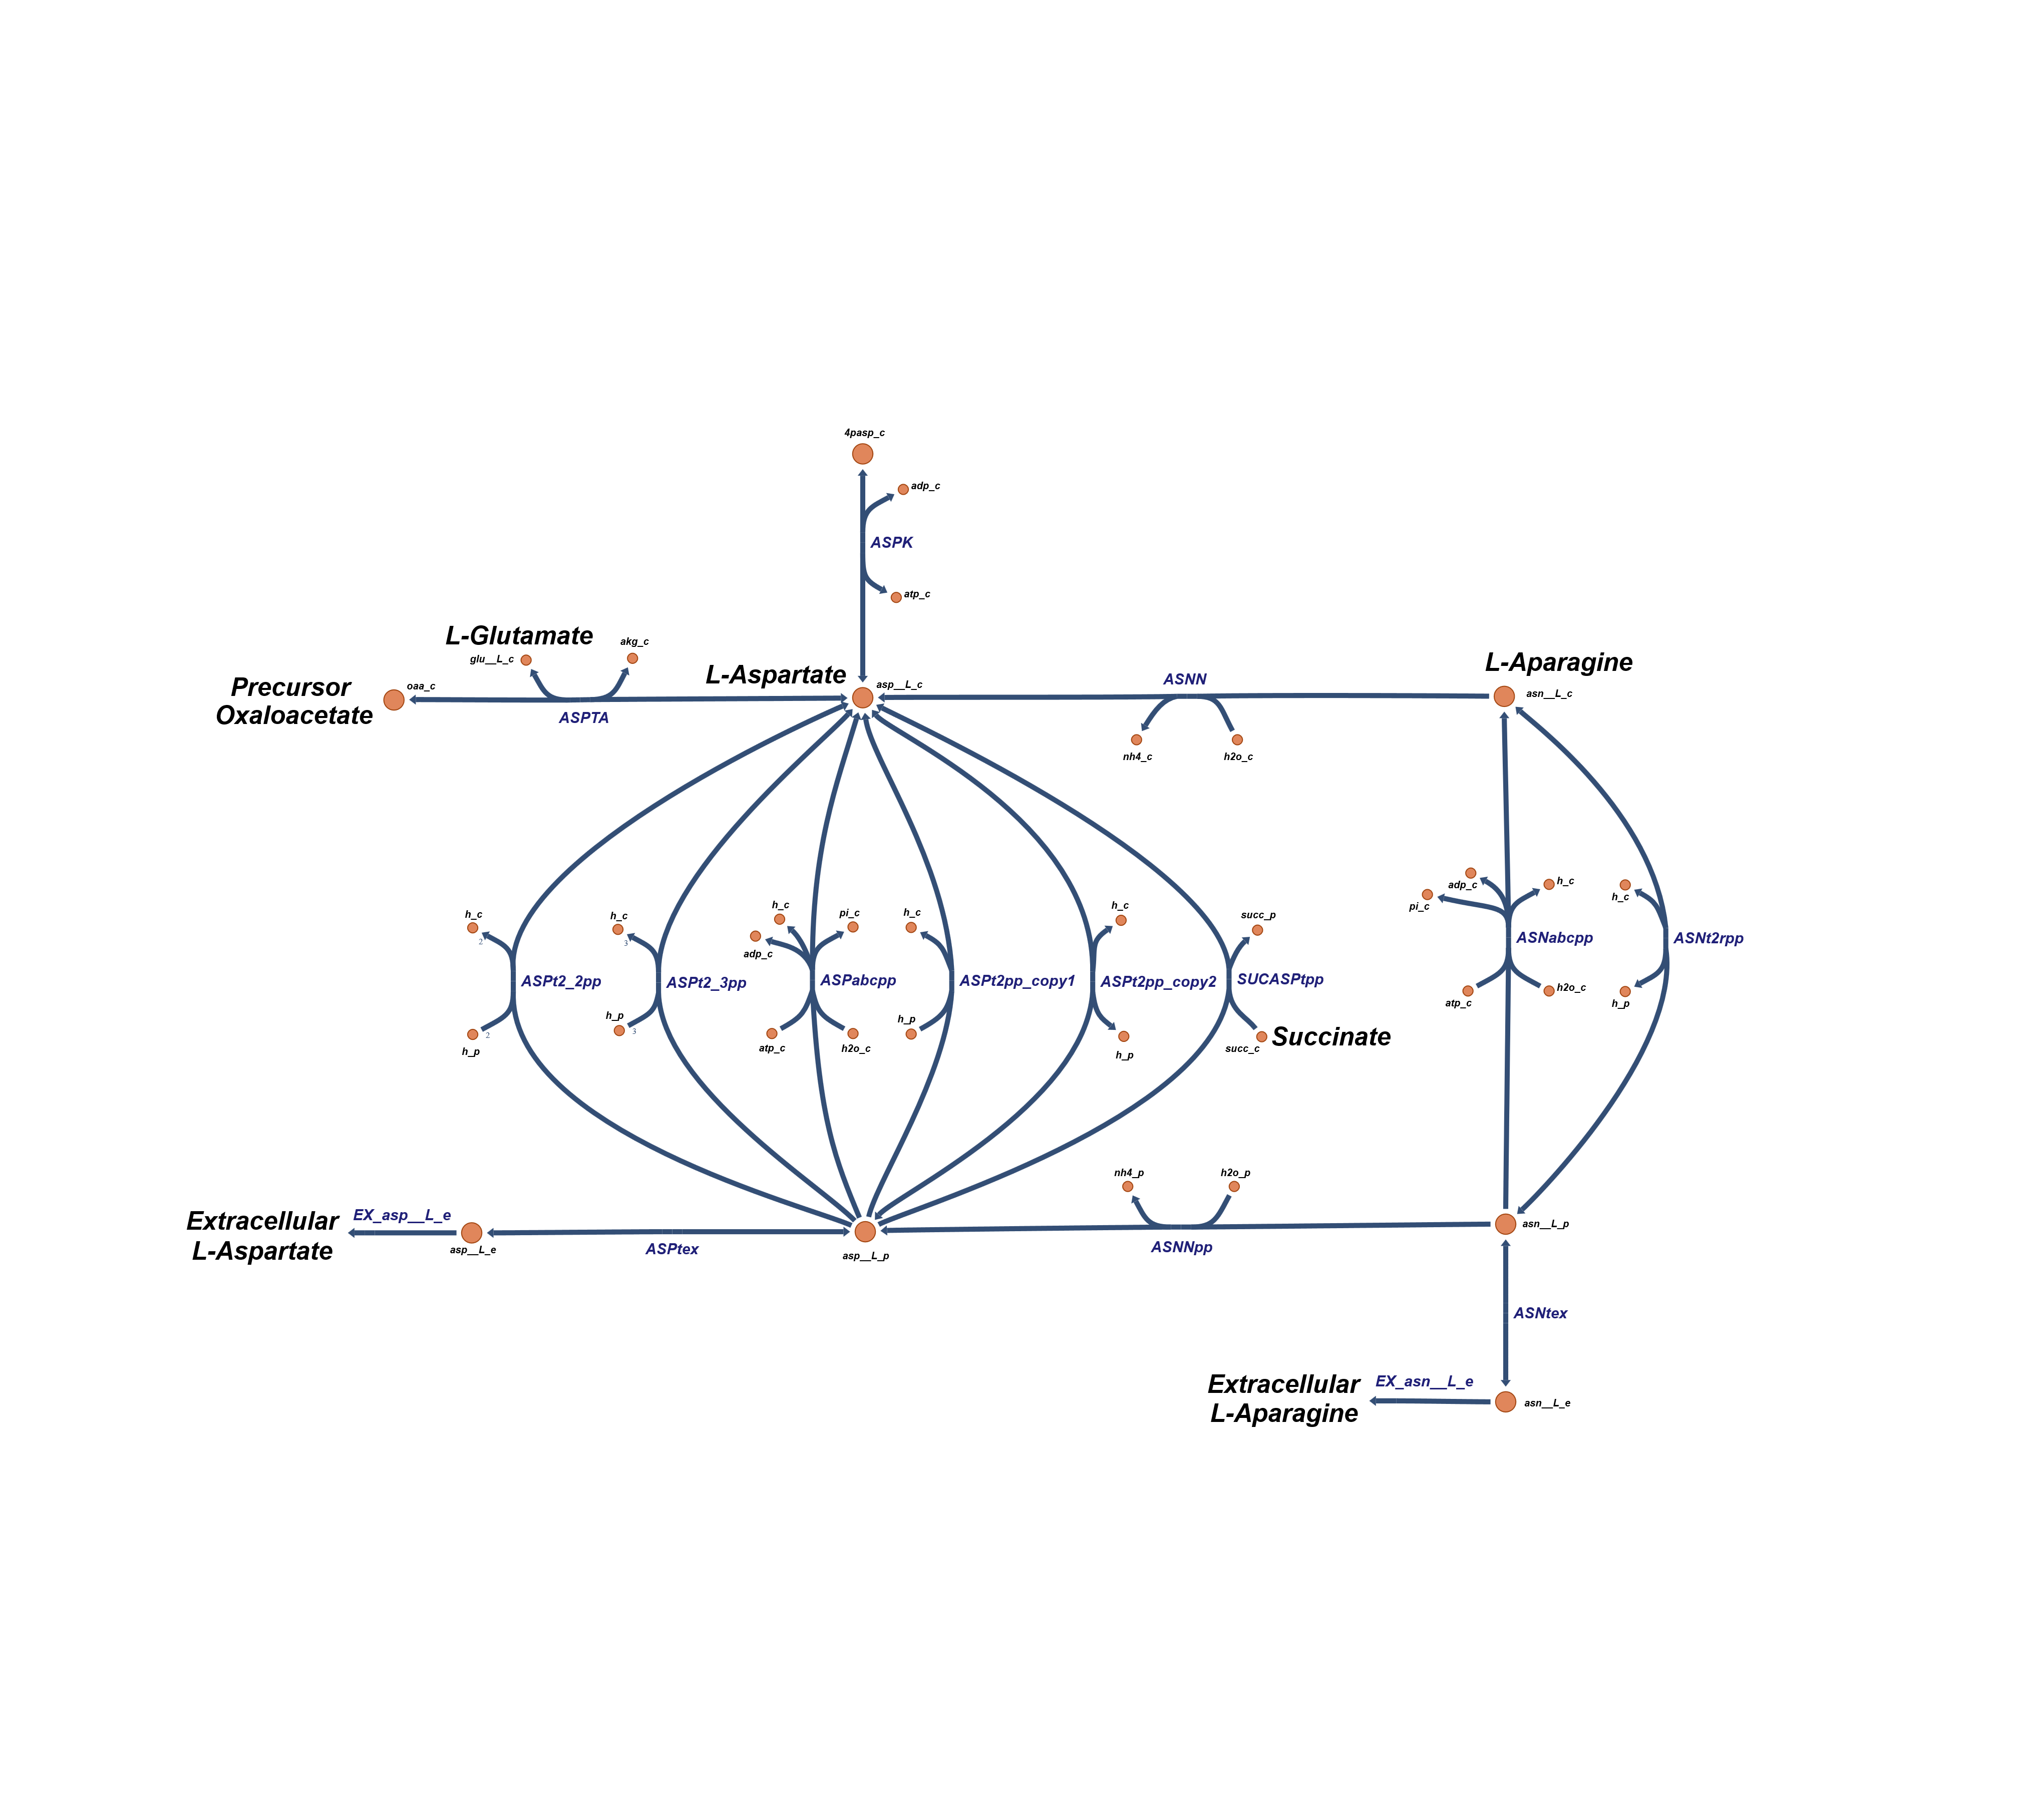 4pasp_c
adp_c
ASPK
atp_c
L-Glutamate
akg_c
glu__L_c
L-Aspartate
asp__L_c
Precursor
Oxaloacetate
oaa_c
ASPTA
ASNN
nh4_c
h2o_c
L-Aparagine
asn__L_c
h_c
2
ASPt2_2pp
h_p
2
h_c
3
ASPt2_3pp
h_p
3
h_c
pi_c
adp_c
ASPabcpp
atp_c
h2o_c
h_c
ASPt2pp_copy1
h_p
h_c
ASPt2pp_copy2
h_p
succ_p
SUCASPtpp
succ_c
Succinate
adp_c
h_c
pi_c
ASNabcpp
atp_c
h2o_c
h_c
ASNt2rpp
h_p
Extracellular
L-Aspartate
EX_asp__L_e
asp__L_e
ASPtex
asp__L_p
nh4_p
h2o_p
ASNNpp
asn__L_p
ASNtex
Extracellular
L-Aparagine
EX_asn__L_e
asn__L_e